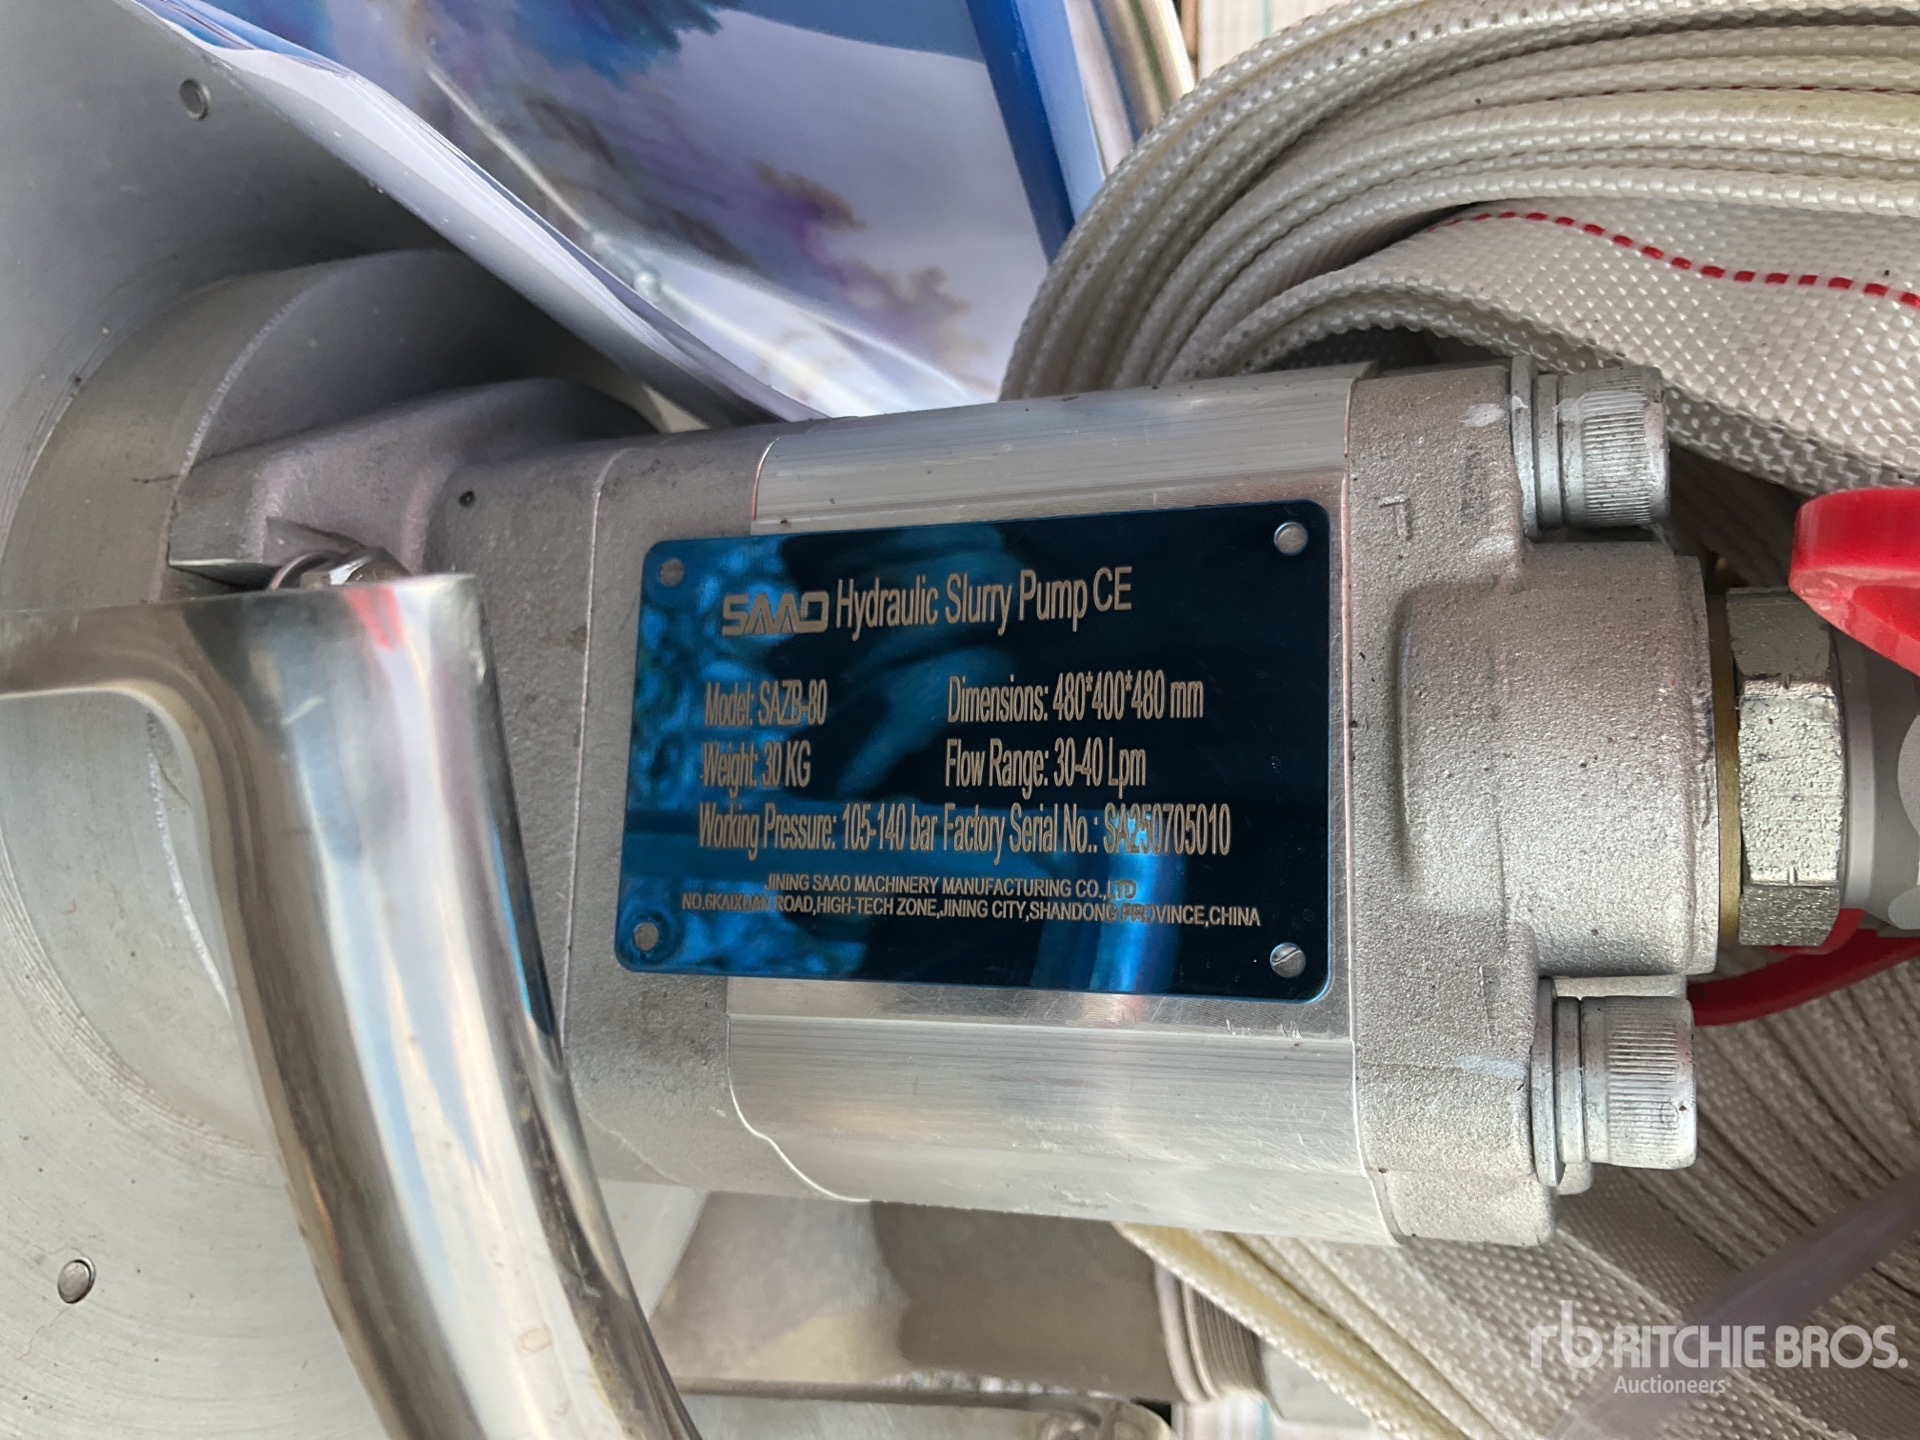 SAAO Hydraulic Slurry Pump CE
Model: SAZB-80 Dimensions: 480*400*480 mm
Weight: 30 KG Flow Range: 30-40 Lpm
Working Pressure: 105-140 bar Factory Serial No.: SA250705010
JINING SAAO MACHINERY MANUFACTURING CO.,LTD
NO.6KAIXUAN ROAD,HIGH-TECH ZONE,JINING CITY,SHANDONG PROVINCE,CHINA
L
rb RITCHIE BROS.
Auctioneers